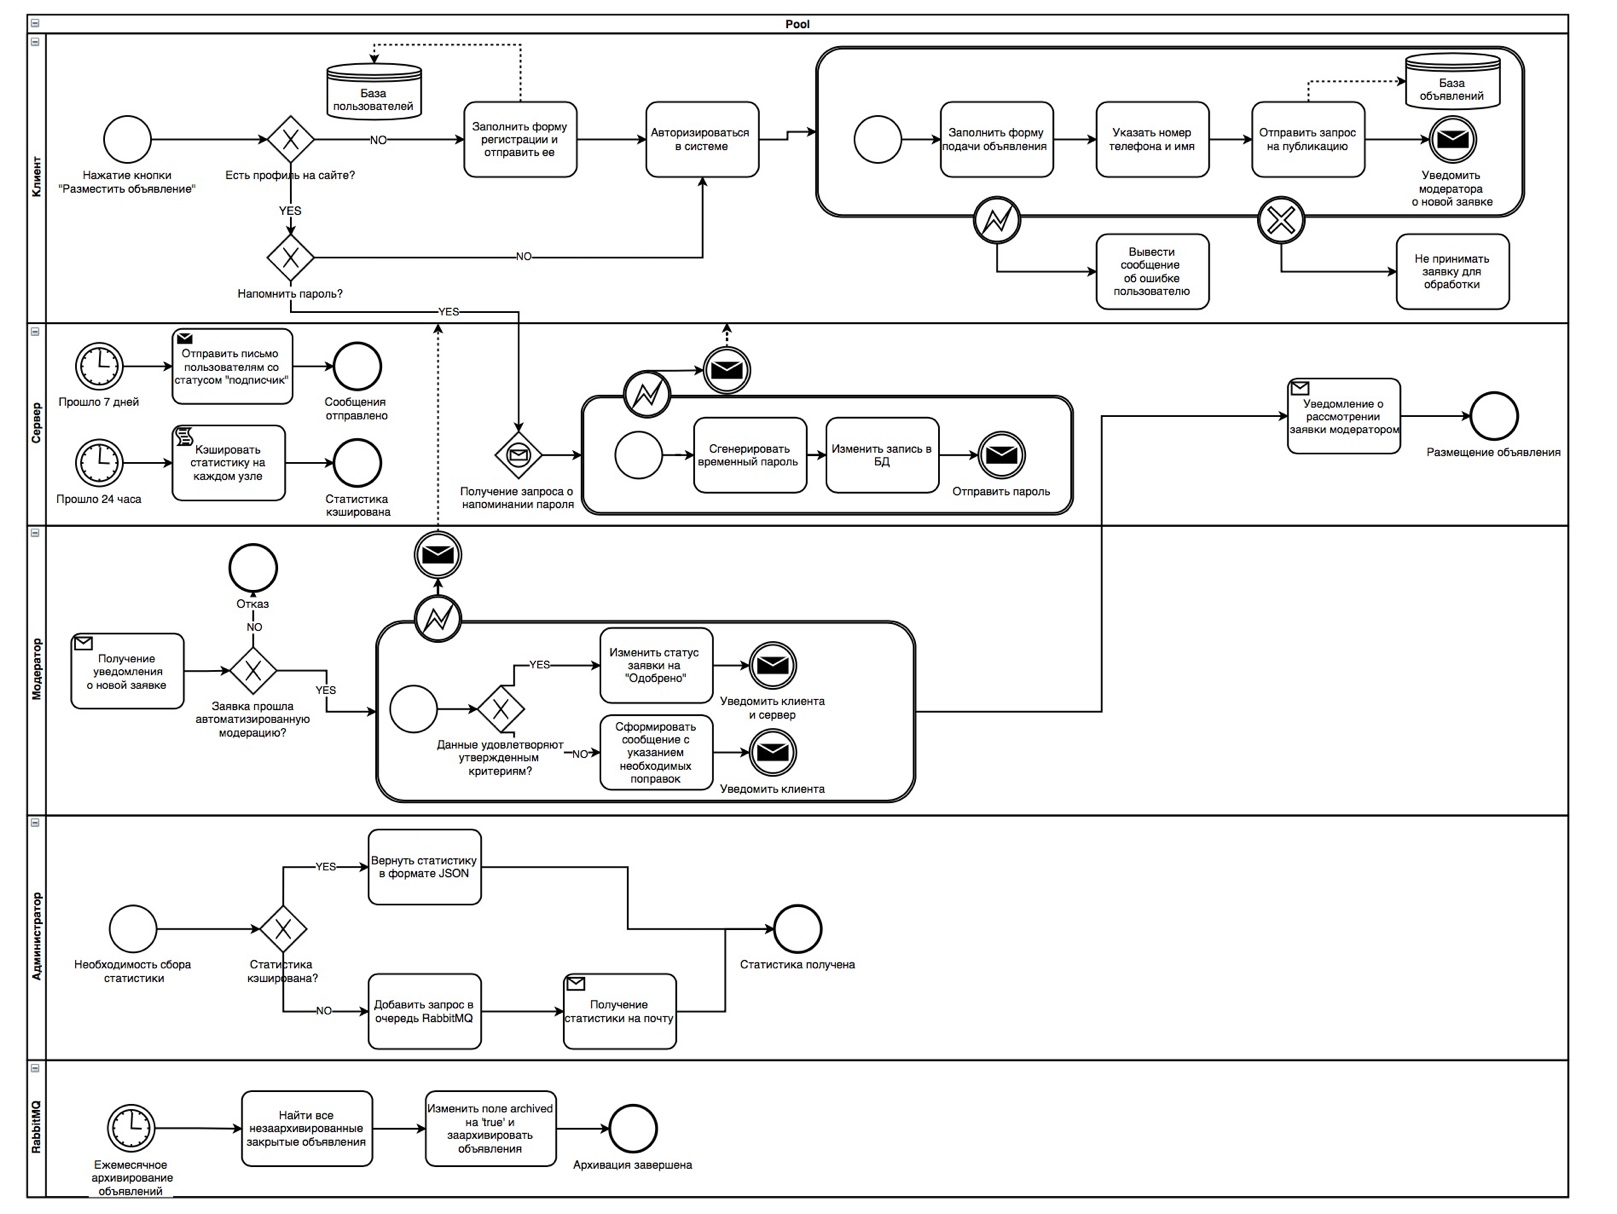 Pool
Клиент
База
пользователей
База
объявлений
Нажатие кнопки
"Разместить объявление"
Есть профиль на сайте?
NO
YES
Заполнить форму
регистрации и
отправить ее
Авторизироваться
в системе
Заполнить форму
подачи объявления
Указать номер
телефона и имя
Отправить запрос
на публикацию
Уведомить
модератора
о новой заявке
NO
Напомнить пароль?
YES
Вывести
сообщение
об ошибке
пользователю
Не принимать
заявку для
обработки
Сервер
Прошло 7 дней
Отправить письмо
пользователям со
статусом "подписчик"
Сообщения
отправлено
Прошло 24 часа
Кэшировать
статистику на
каждом узле
Статистика
кэширована
Получение запроса о
напоминании пароля
Сгенерировать
временный пароль
Изменить запись в
БД
Отправить пароль
Уведомление о
рассмотрении
заявки модератором
Размещение объявления
Модератор
Отказ
NO
Получение
уведомления
о новой заявке
YES
Заявка прошла
автоматизированную
модерацию?
YES
Данные удовлетворяют
утвержденным
критериям?
NO
Изменить статус
заявки на
"Одобрено"
Уведомить клиента
и сервер
Сформировать
сообщение с
указанием
необходимых
поправок
Уведомить клиента
Администратор
Необходимость сбора
статистики
Статистика
кэширована?
YES
Вернуть статистику
в формате JSON
NO
Добавить запрос в
очередь RabbitMQ
Получение
статистики на почту
Статистика получена
RabbitMQ
Ежемесячное
архивирование
объявлений
Найти все
незаархивированные
закрытые объявления
Изменить поле archived
на 'true' и
заархивировать
объявления
Архивация завершена